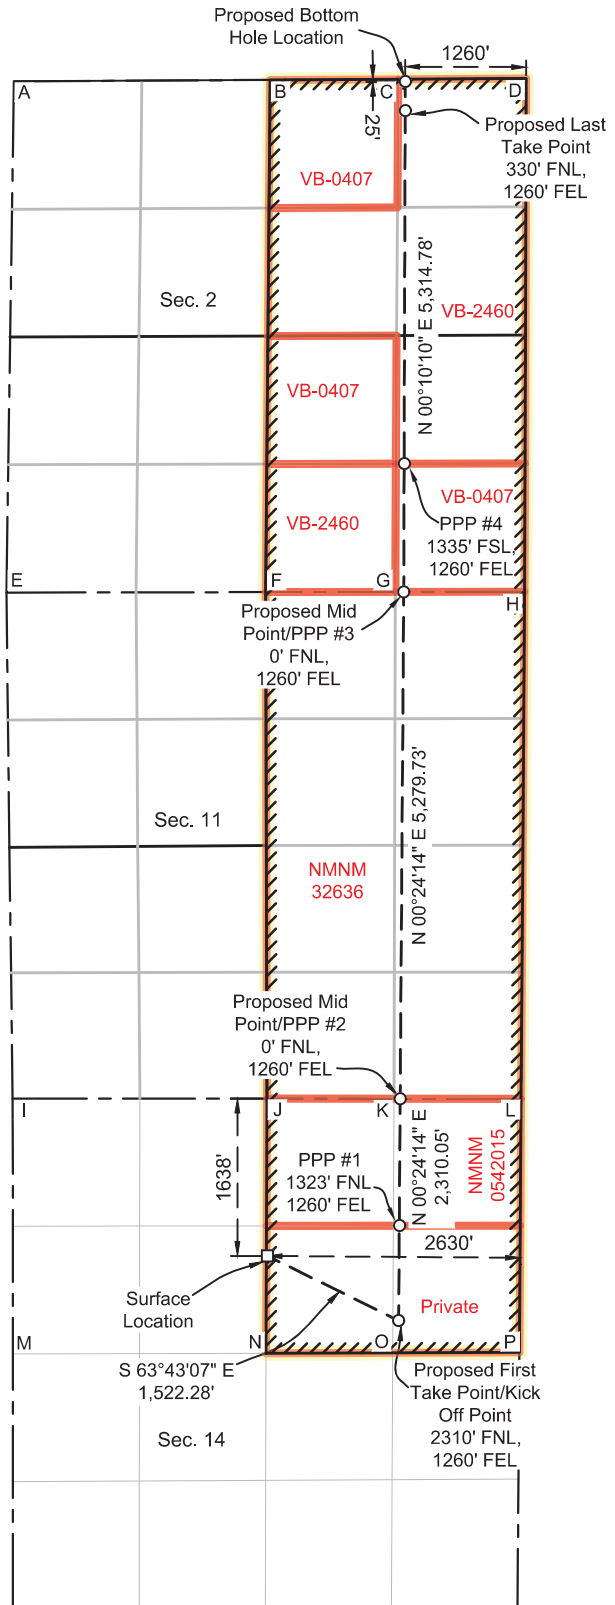 Proposed Bottom
Hole Location
1260'
A
B
C
D
25'
Proposed Last
Take Point
330' FNL,
1260' FEL
VB-0407
Sec. 2
VB-2460
N 00°10'10" E 5,314.78'
VB-0407
VB-0407
VB-2460
PPP #4
1335' FSL,
1260' FEL
E
F
G
H
Proposed Mid
Point/PPP #3
0' FNL,
1260' FEL
Sec. 11
N 00°24'14" E 5,279.73'
NMNM
32636
Proposed Mid
Point/PPP #2
0' FNL,
1260' FEL
I
J
K
L
1638'
PPP #1
1323' FNL
1260' FEL
N 00°24'14" E
2,310.05'
NMNM
0542015
2630'
Surface
Location
Private
M
N
O
P
S 63°43'07" E
1,522.28'
Proposed First
Take Point/Kick
Off Point
2310' FNL,
1260' FEL
Sec. 14